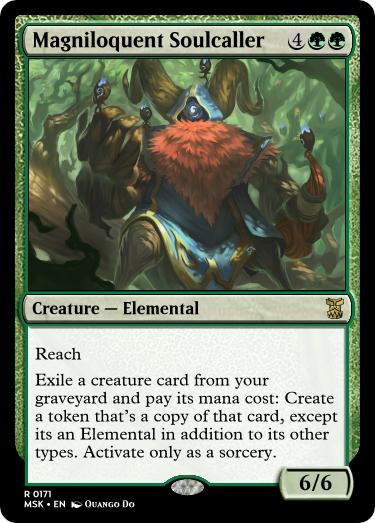 Magniloquent Soulcaller 4
Creature — Elemental
Reach
Exile a creature card from your
graveyard and pay its mana cost: Create
a token that's a copy of that card, except
its an Elemental in addition to its other
types. Activate only as a sorcery.
6/6
R 0171
MSK • EN Quango Do